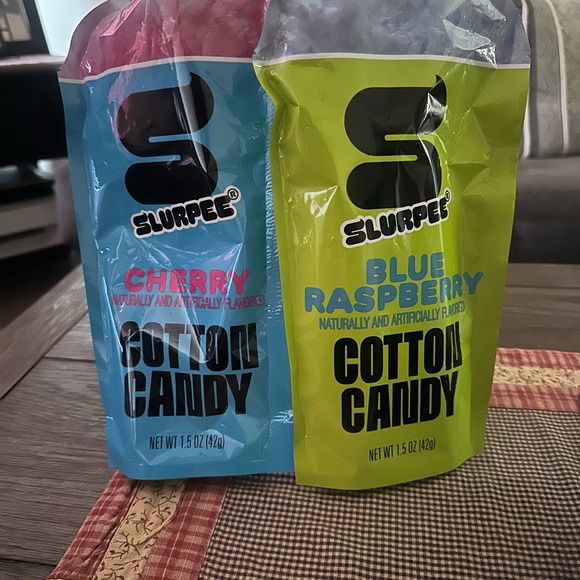 SLURPEE®
CHERRY
NATURALLY AND ARTIFICIALLY FLAVORED
COTTON
CANDY
NET WT 1.5 OZ (42g)
SLURPEE®
BLUE
RASPBERRY
NATURALLY AND ARTIFICIALLY FLAVORED
COTTON
CANDY
NET WT 1.5 OZ (42g)